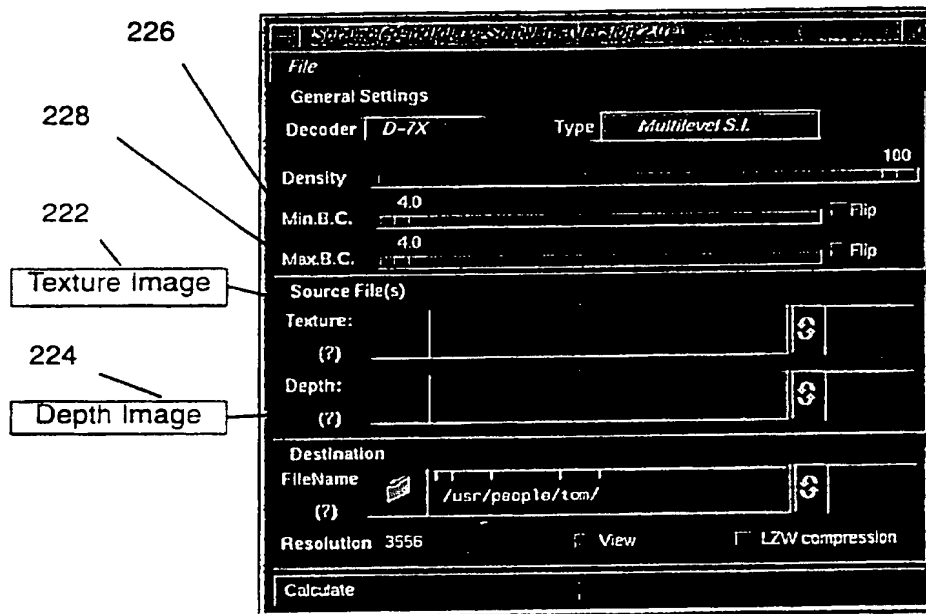 226
File
General Settings
228
Decoder D-7X Type Multilevel S.I.
100
Density
4.0
Min.B.C. Flip
222
4.0
Max.B.C. Flip
Texture Image
Source File(s)
Texture:
(?)
224
Depth:
Depth Image
(?)
Destination
FileName
/usr/people/tom/
(?)
Resolution 3556 View LZW compression
Calculate